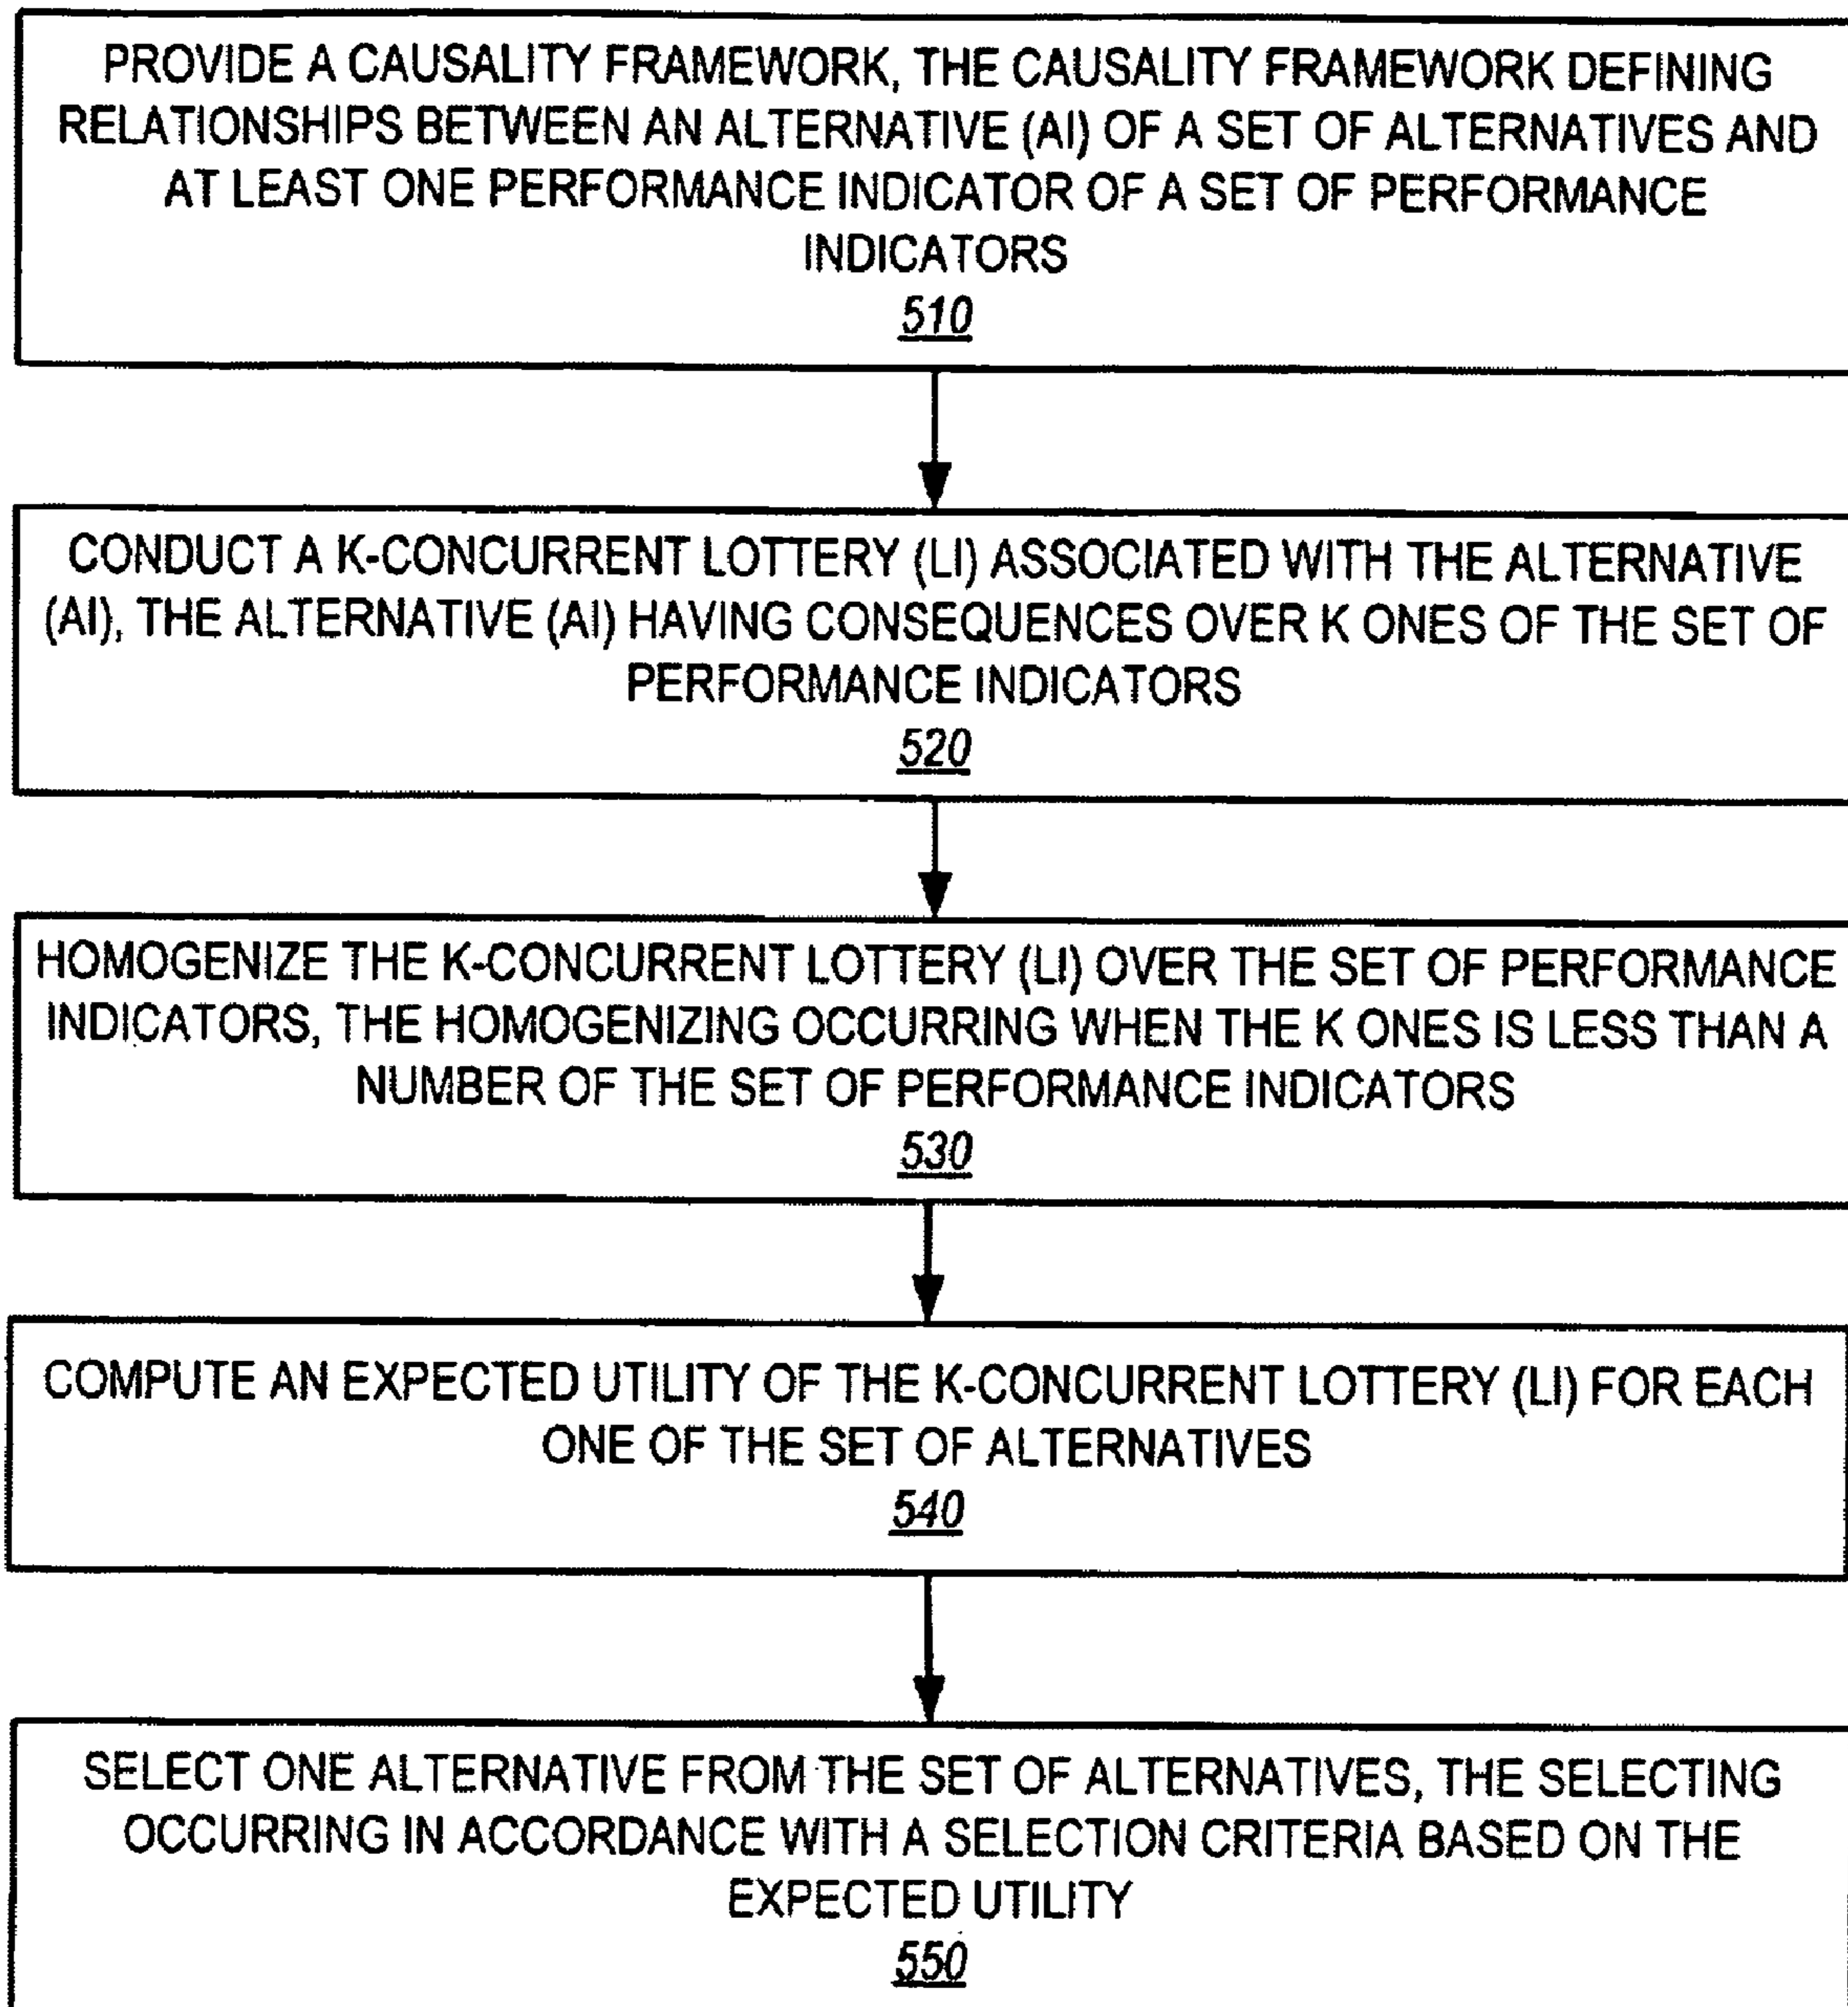 PROVIDE A CAUSALITY FRAMEWORK, THE CAUSALITY FRAMEWORK DEFINING
RELATIONSHIPS BETWEEN AN ALTERNATIVE (AI) OF A SET OF ALTERNATIVES AND
AT LEAST ONE PERFORMANCE INDICATOR OF A SET OF PERFORMANCE
INDICATORS
510
CONDUCT A K-CONCURRENT LOTTERY (LI) ASSOCIATED WITH THE ALTERNATIVE
(AI), THE ALTERNATIVE (AI) HAVING CONSEQUENCES OVER K ONES OF THE SET OF
PERFORMANCE INDICATORS
520
HOMOGENIZE THE K-CONCURRENT LOTTERY (LI) OVER THE SET OF PERFORMANCE
INDICATORS, THE HOMOGENIZING OCCURRING WHEN THE K ONES IS LESS THAN A
NUMBER OF THE SET OF PERFORMANCE INDICATORS
530
COMPUTE AN EXPECTED UTILITY OF THE K-CONCURRENT LOTTERY (LI) FOR EACH
ONE OF THE SET OF ALTERNATIVES
540
SELECT ONE ALTERNATIVE FROM THE SET OF ALTERNATIVES, THE SELECTING
OCCURRING IN ACCORDANCE WITH A SELECTION CRITERIA BASED ON THE
EXPECTED UTILITY
550